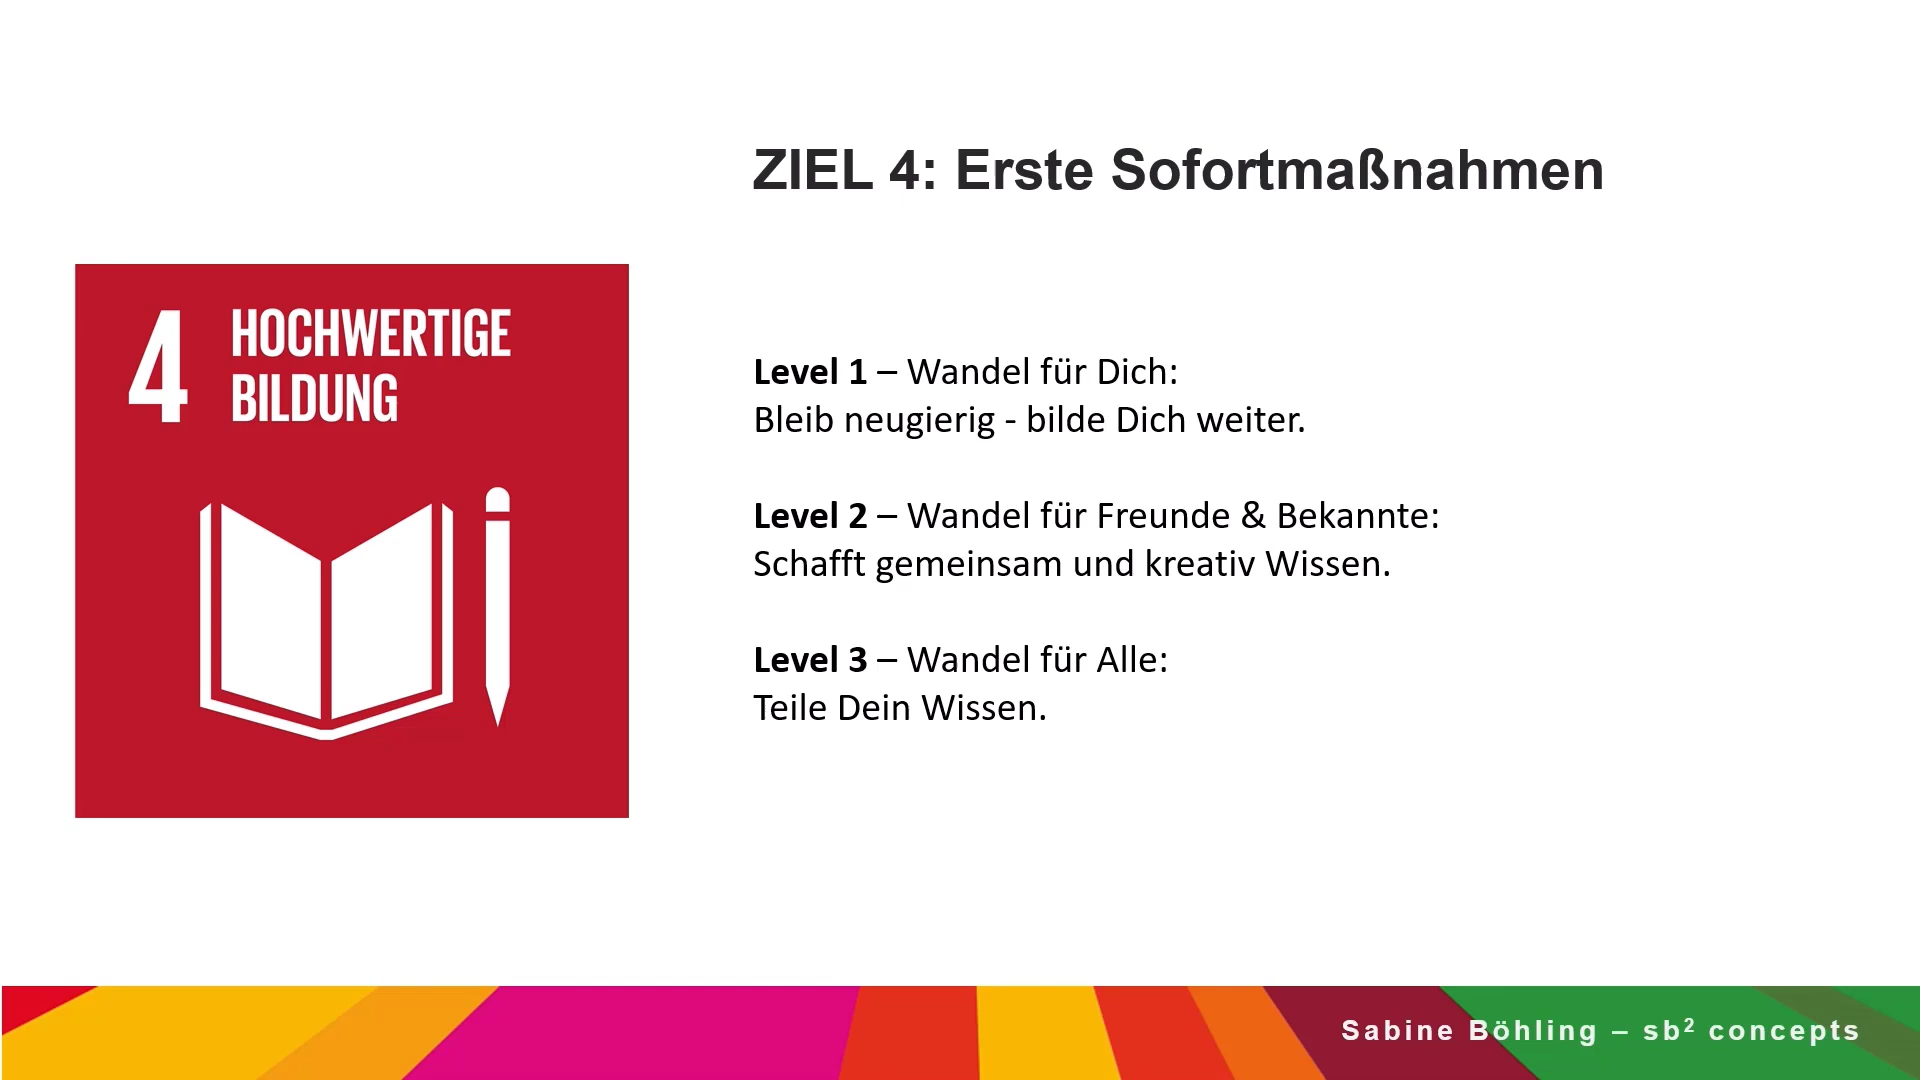 ZIEL 4: Erste Sofortmaßnahmen
4 HOCHWERTIGE
BILDUNG
Level 1 – Wandel für Dich:
Bleib neugierig - bilde Dich weiter.
Level 2 – Wandel für Freunde & Bekannte:
Schafft gemeinsam und kreativ Wissen.
Level 3 – Wandel für Alle:
Teile Dein Wissen.
Sabine Böhling – sb² concepts